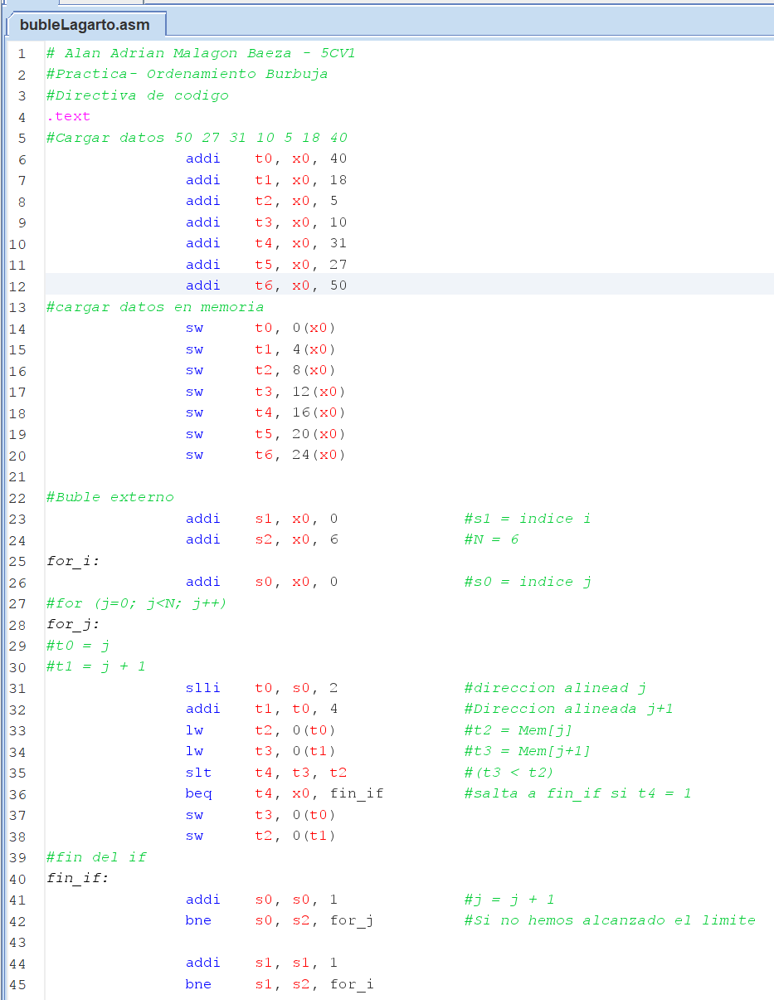 bubleLagarto.asm
1 # Alan Adrian Malagon Baeza - 5CV1
2 #Practica- Ordenamiento Burbuja
3 #Directiva de codigo
4 .text
5 #Cargar datos 50 27 31 10 5 18 40
6 addi t0, x0, 40
7 addi t1, x0, 18
8 addi t2, x0, 5
9 addi t3, x0, 10
10 addi t4, x0, 31
11 addi t5, x0, 27
12 addi t6, x0, 50
13 #cargar datos en memoria
14 sw t0, 0(x0)
15 sw t1, 4(x0)
16 sw t2, 8(x0)
17 sw t3, 12(x0)
18 sw t4, 16(x0)
19 sw t5, 20(x0)
20 sw t6, 24(x0)
21
22 #Buble externo
23 addi s1, x0, 0 #s1 = indice i
24 addi s2, x0, 6 #N = 6
25 for_i:
26 addi s0, x0, 0 #s0 = indice j
27 #for (j=0; j<N; j++)
28 for_j:
29 #t0 = j
30 #t1 = j + 1
31 slli t0, s0, 2 #direccion alinead j
32 addi t1, t0, 4 #Direccion alineada j+1
33 lw t2, 0(t0) #t2 = Mem[j]
34 lw t3, 0(t1) #t3 = Mem[j+1]
35 slt t4, t3, t2 #(t3 < t2)
36 beq t4, x0, fin_if #salta a fin_if si t4 = 1
37 sw t3, 0(t0)
38 sw t2, 0(t1)
39 #fin del if
40 fin_if:
41 addi s0, s0, 1 #j = j + 1
42 bne s0, s2, for_j #Si no hemos alcanzado el limite
43
44 addi s1, s1, 1
45 bne s1, s2, for_i